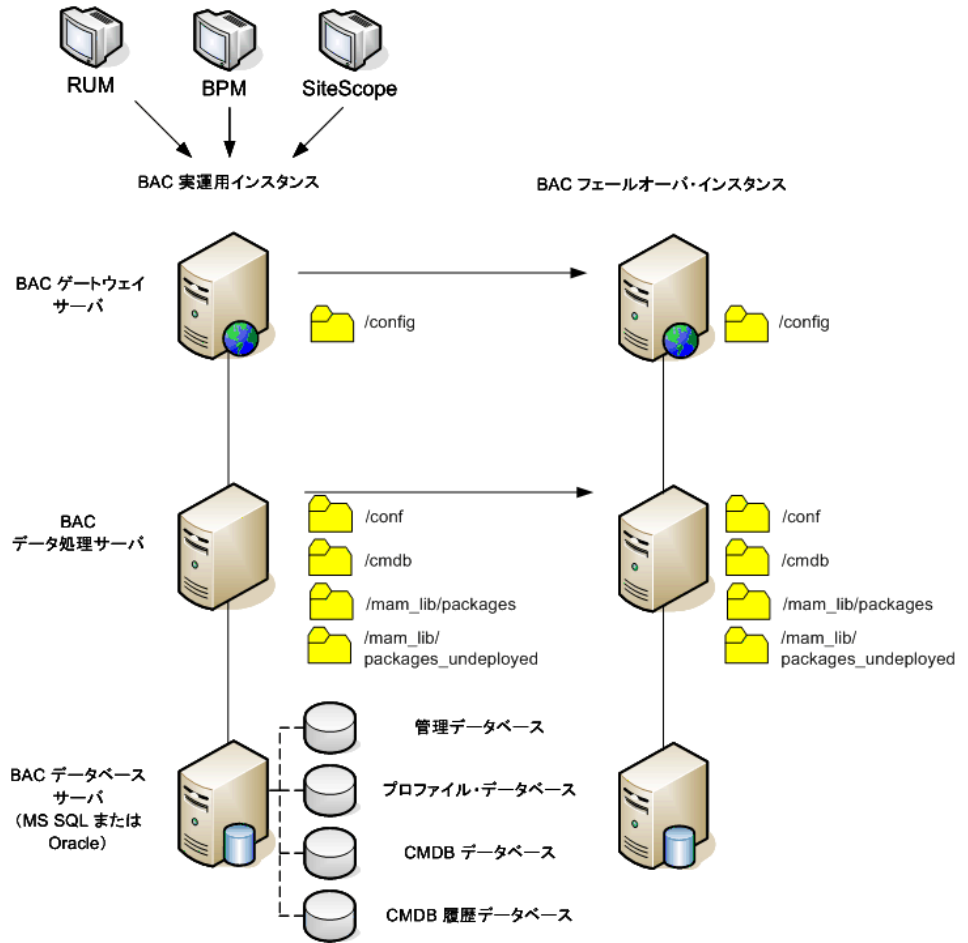 RUM
BPM
SiteScope
BAC 実運用インスタンス
BAC フェールオーバ・インスタンス
BAC ゲートウェイ
サーバ
/config
/config
BAC
データ処理サーバ
/conf
/cmdb
/mam_lib/packages
/mam_lib/
packages_undeployed
/conf
/cmdb
/mam_lib/packages
/mam_lib/
packages_undeployed
BAC データベース
サーバ
(MS SQL または
Oracle)
管理データベース
プロファイル・データベース
CMDB データベース
CMDB 履歴データベース